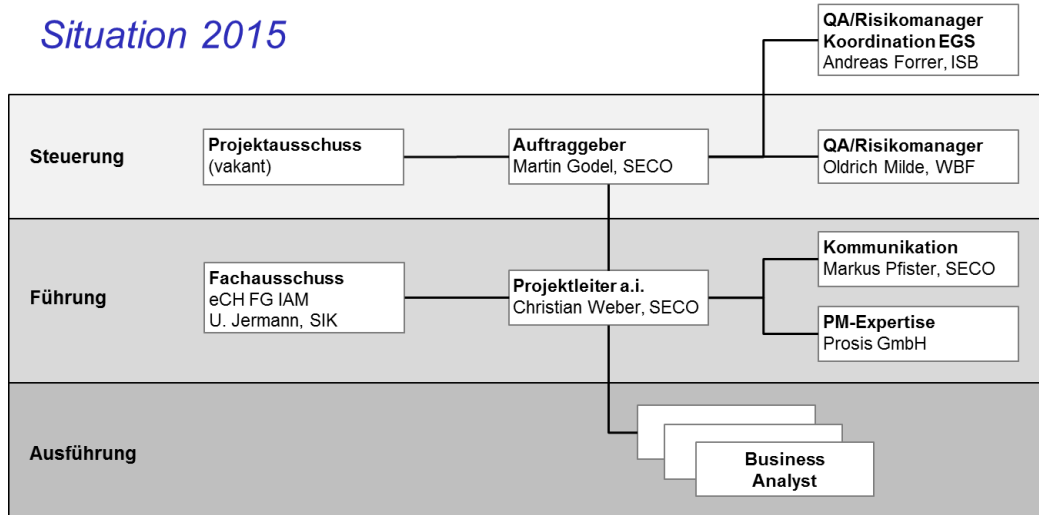 Situation 2015
QA/Risikomanager
Koordination EGS
Andreas Forrer, ISB
Steuerung
Projektausschuss
(vakant)
Auftraggeber
Martin Godel, SECO
QA/Risikomanager
Oldrich Milde, WBF
Führung
Fachausschuss
eCH FG IAM
U. Jermann, SIK
Projektleiter a.i.
Christian Weber, SECO
Kommunikation
Markus Pfister, SECO
PM-Expertise
Prosis GmbH
Ausführung
Business
Analyst